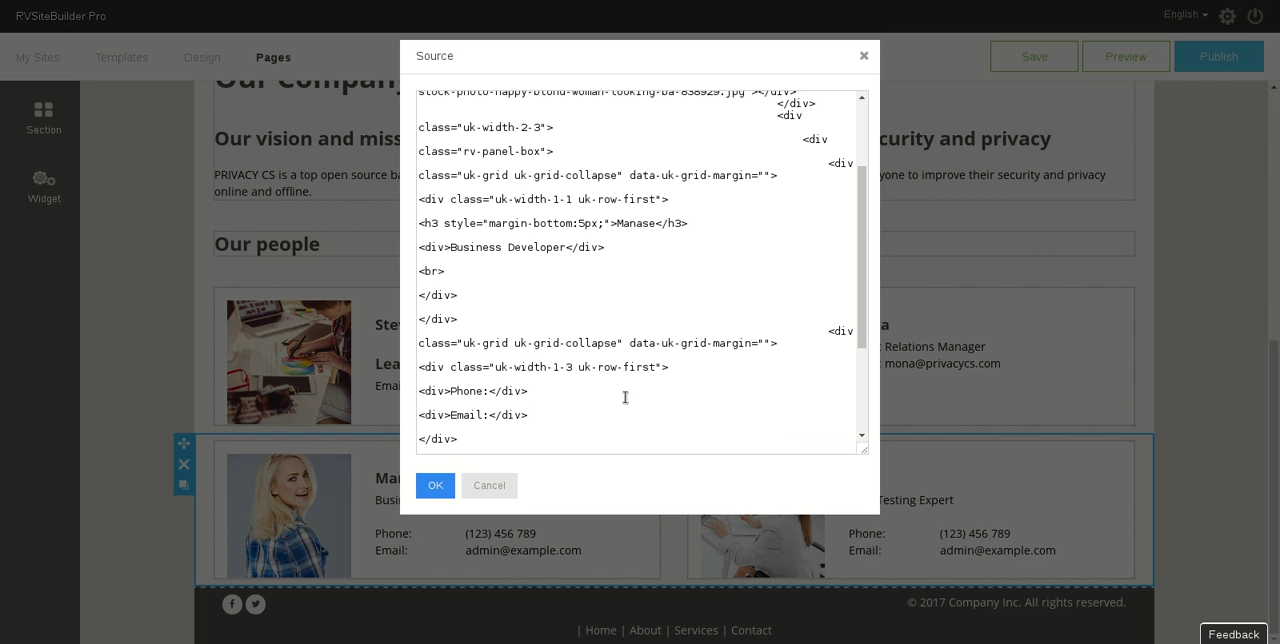 RVSiteBuilder Pro
English
My Sites
Templates
Design
Pages
Save
Preview
Publish
Section
Widget
Our Company
Our vision and miss
curity and privacy
PRIVACY CS is a top open source ba
yone to improve their security and privacy
online and offline.
Our people
Stev
Lea
Emai
a
Relations Manager
mona@privacycs.com
Source
stock-photo-happy-blond-woman-looking-ba-838929.jpg"></div>
</div>
<div
class="uk-width-2-3">
<div
class="rv-panel-box">
<div
class="uk-grid uk-grid-collapse" data-uk-grid-margin="">
<div class="uk-width-1-1 uk-row-first">
<h3 style="margin-bottom:5px;">Manase</h3>
<div>Business Developer</div>
<br>
</div>
</div>
<div
class="uk-grid uk-grid-collapse" data-uk-grid-margin="">
<div class="uk-width-1-3 uk-row-first">
<div>Phone:</div>
<div>Email:</div>
</div>
OK
Cancel
Man
Busi
Phone: (123) 456 789
Email: admin@example.com
Testing Expert
Phone: (123) 456 789
Email: admin@example.com
© 2017 Company Inc. All rights reserved.
| Home | About | Services | Contact
Feedback